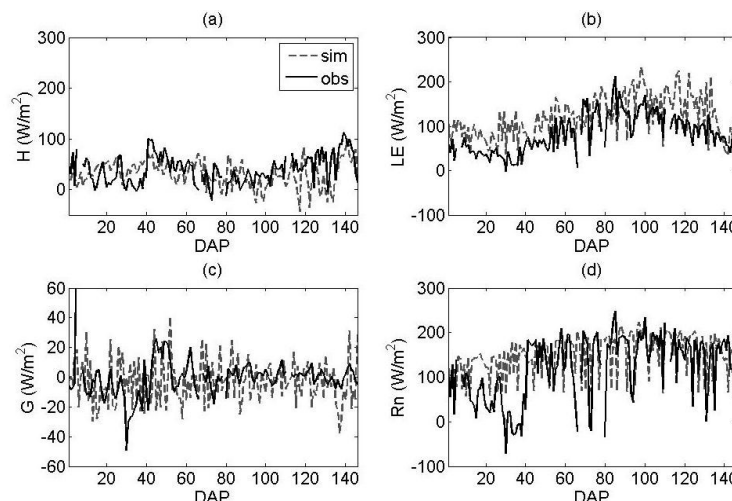 (a)
300
200
100
0
H (W/m²)
sim
obs
20 40 60 80 100 120 140
DAP
(b)
300
200
100
0
-100
LE (W/m²)
20 40 60 80 100 120 140
DAP
(c)
60
40
20
0
-20
-40
-60
G (W/m²)
20 40 60 80 100 120 140
DAP
(d)
300
200
100
0
-100
Rn (W/m²)
20 40 60 80 100 120 140
DAP